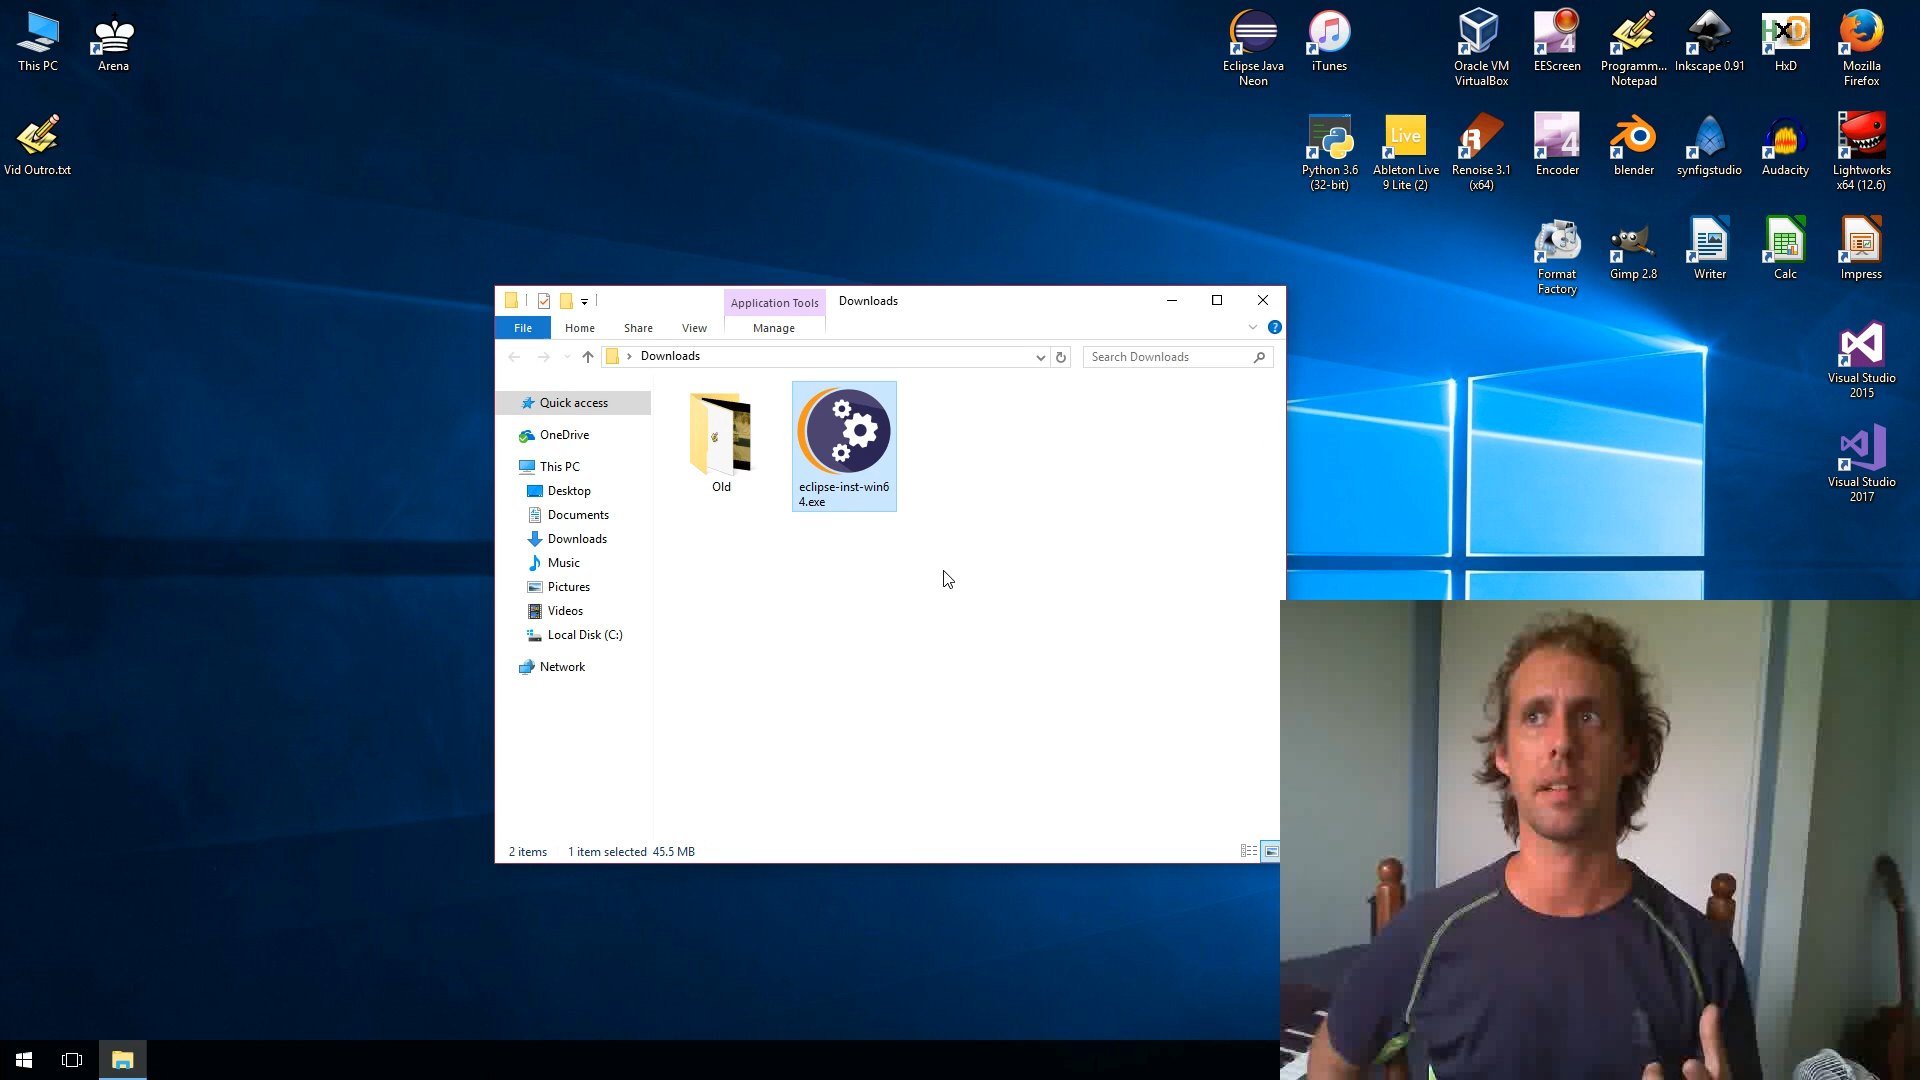 This PC
Arena
Vid Outro.txt
Eclipse Java
Neon
iTunes
Oracle VM
VirtualBox
EEScreen
4
Programm...
Notepad
Inkscape 0.91
HxD
HxD
Mozilla
Firefox
Python 3.6
(32-bit)
Live
Ableton Live
9 Lite (2)
R
Renoise 3.1
(x64)
4
Encoder
blender
synfigstudio
Audacity
Lightworks
x64 (12.6)
Format
Factory
Gimp 2.8
Writer
Calc
Impress
Visual Studio
2015
Visual Studio
2017
Application Tools
Downloads
File
Home
Share
View
Manage
?
Downloads
Search Downloads
Quick access
OneDrive
This PC
Desktop
Documents
Downloads
Music
Pictures
Videos
Local Disk (C:)
Network
Old
eclipse-inst-win6
4.exe
2 items
1 item selected 45.5 MB